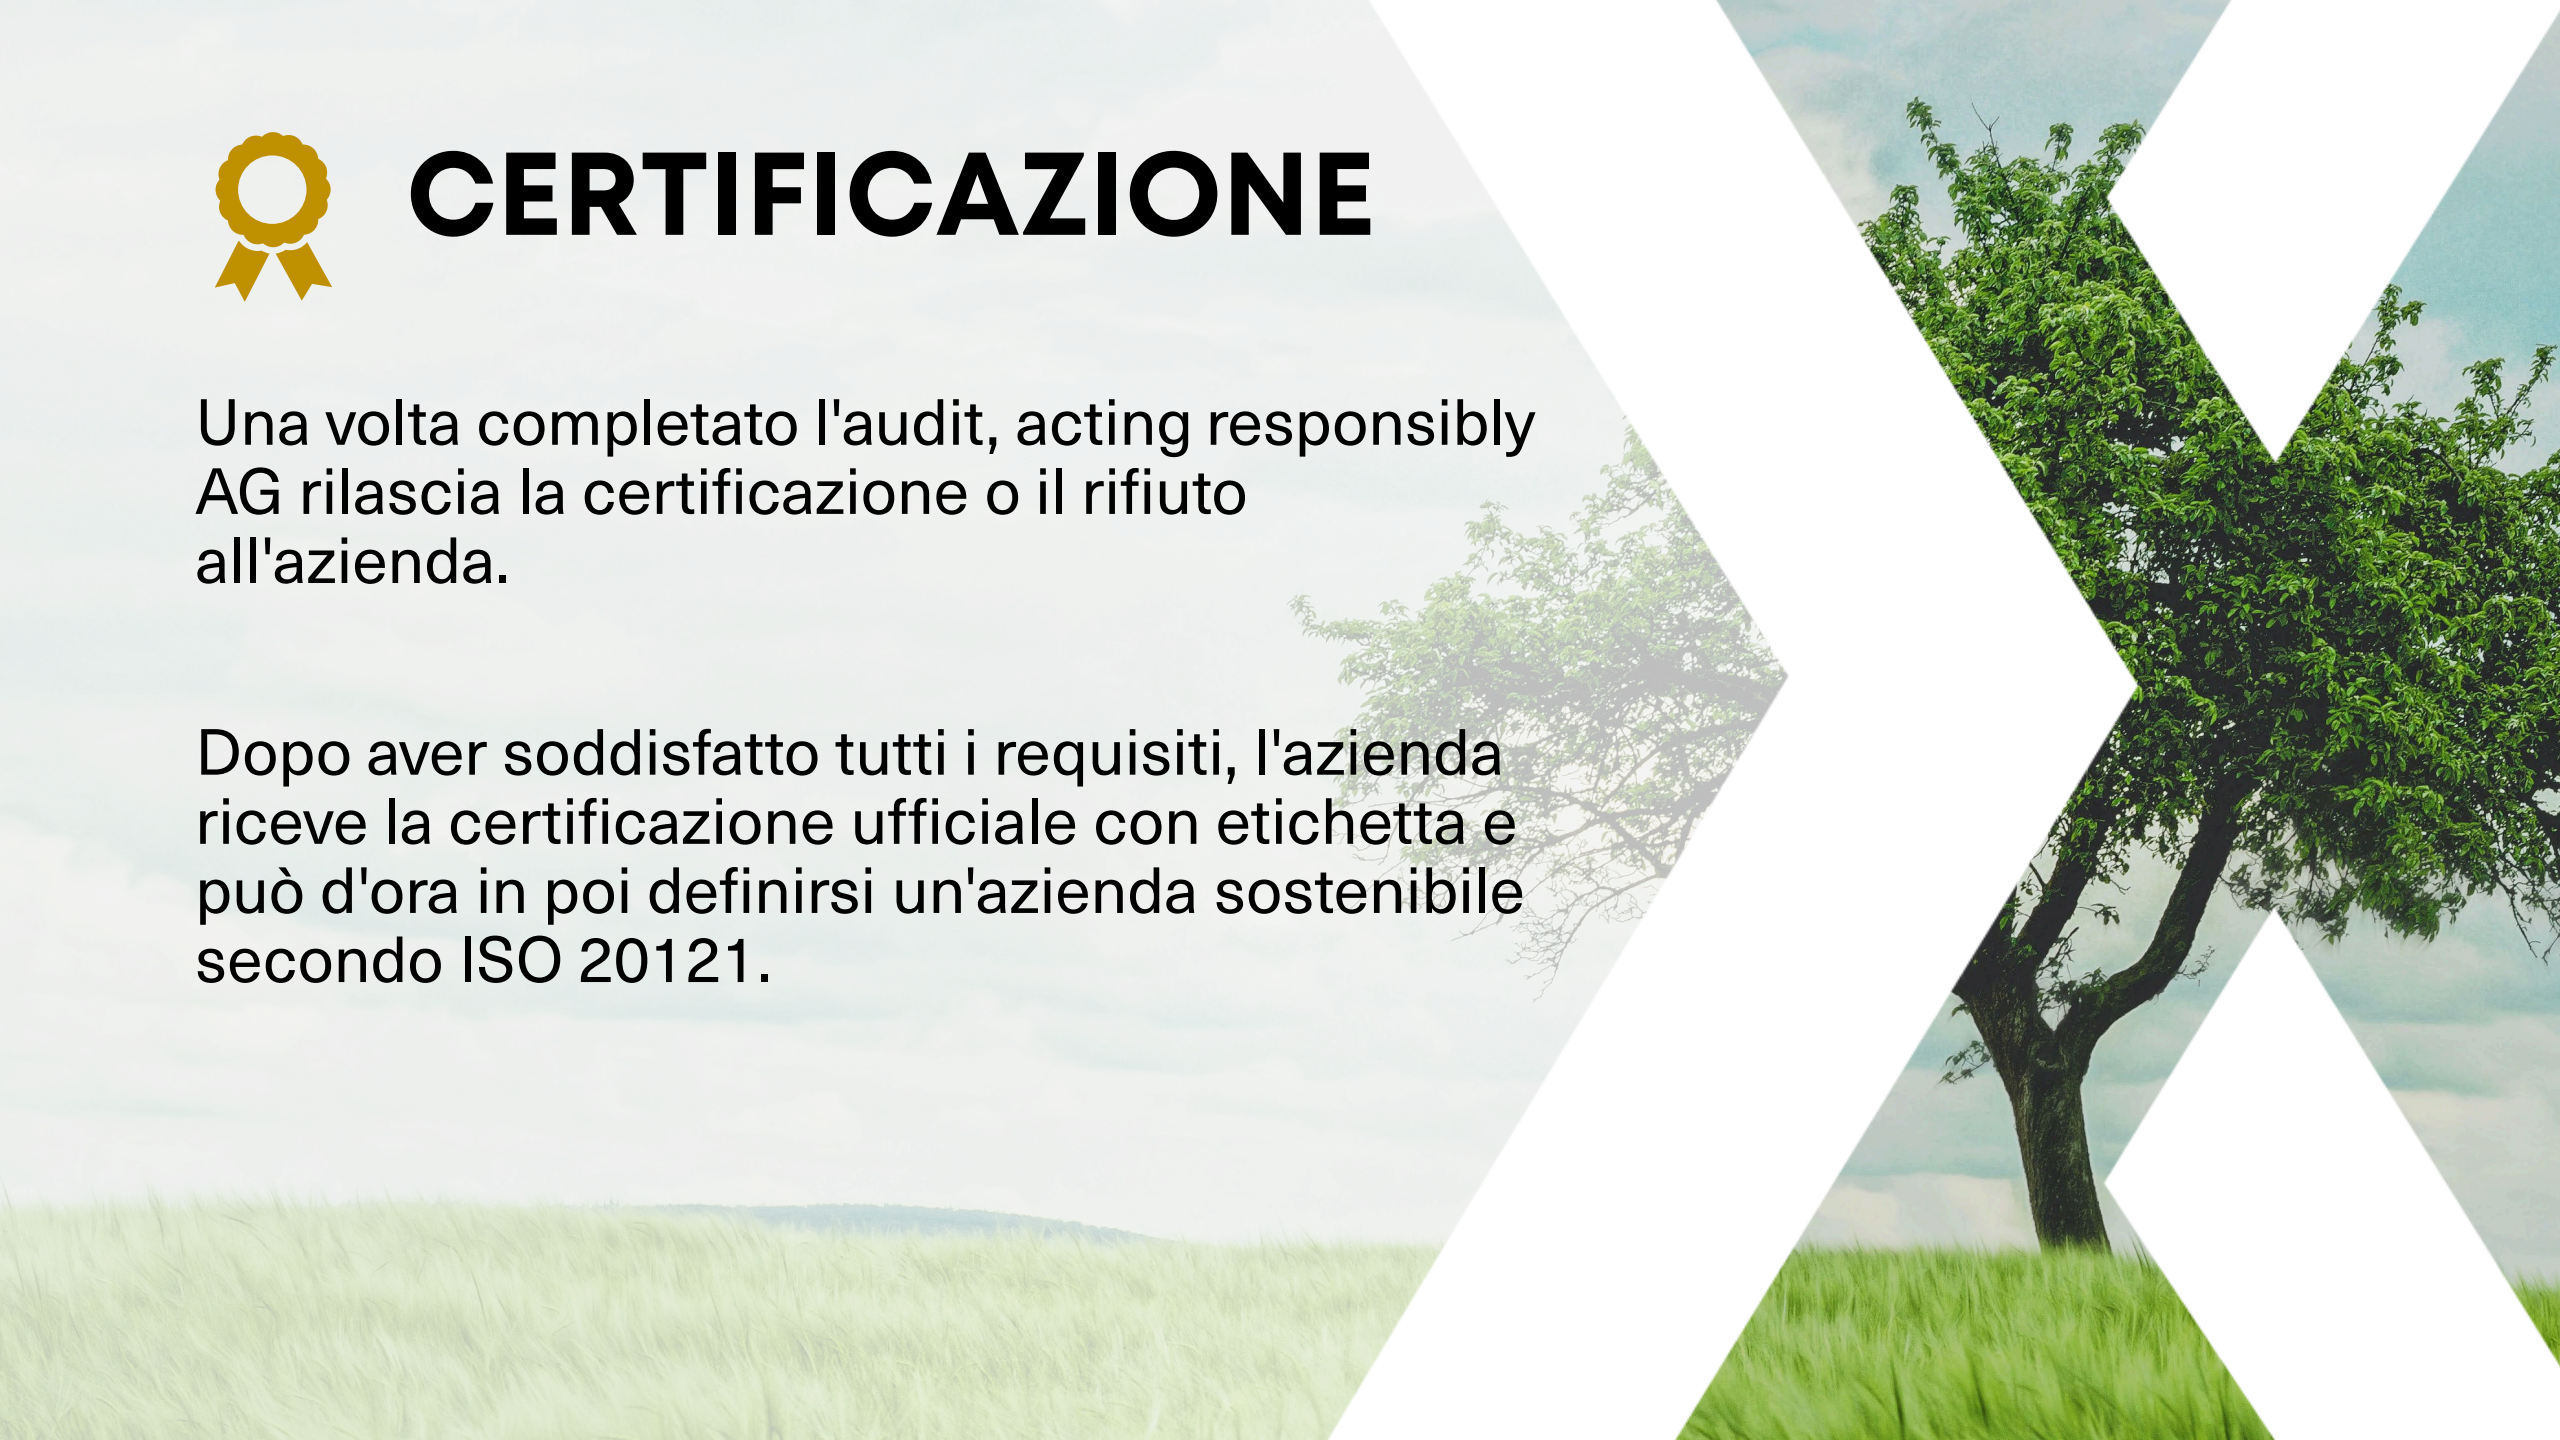 CERTIFICAZIONE
Una volta completato l'audit, acting responsibly
AG rilascia la certificazione o il rifiuto
all'azienda.
Dopo aver soddisfatto tutti i requisiti, l'azienda
riceve la certificazione ufficiale con etichetta e
può d'ora in poi definirsi un'azienda sostenibile
secondo ISO 20121.